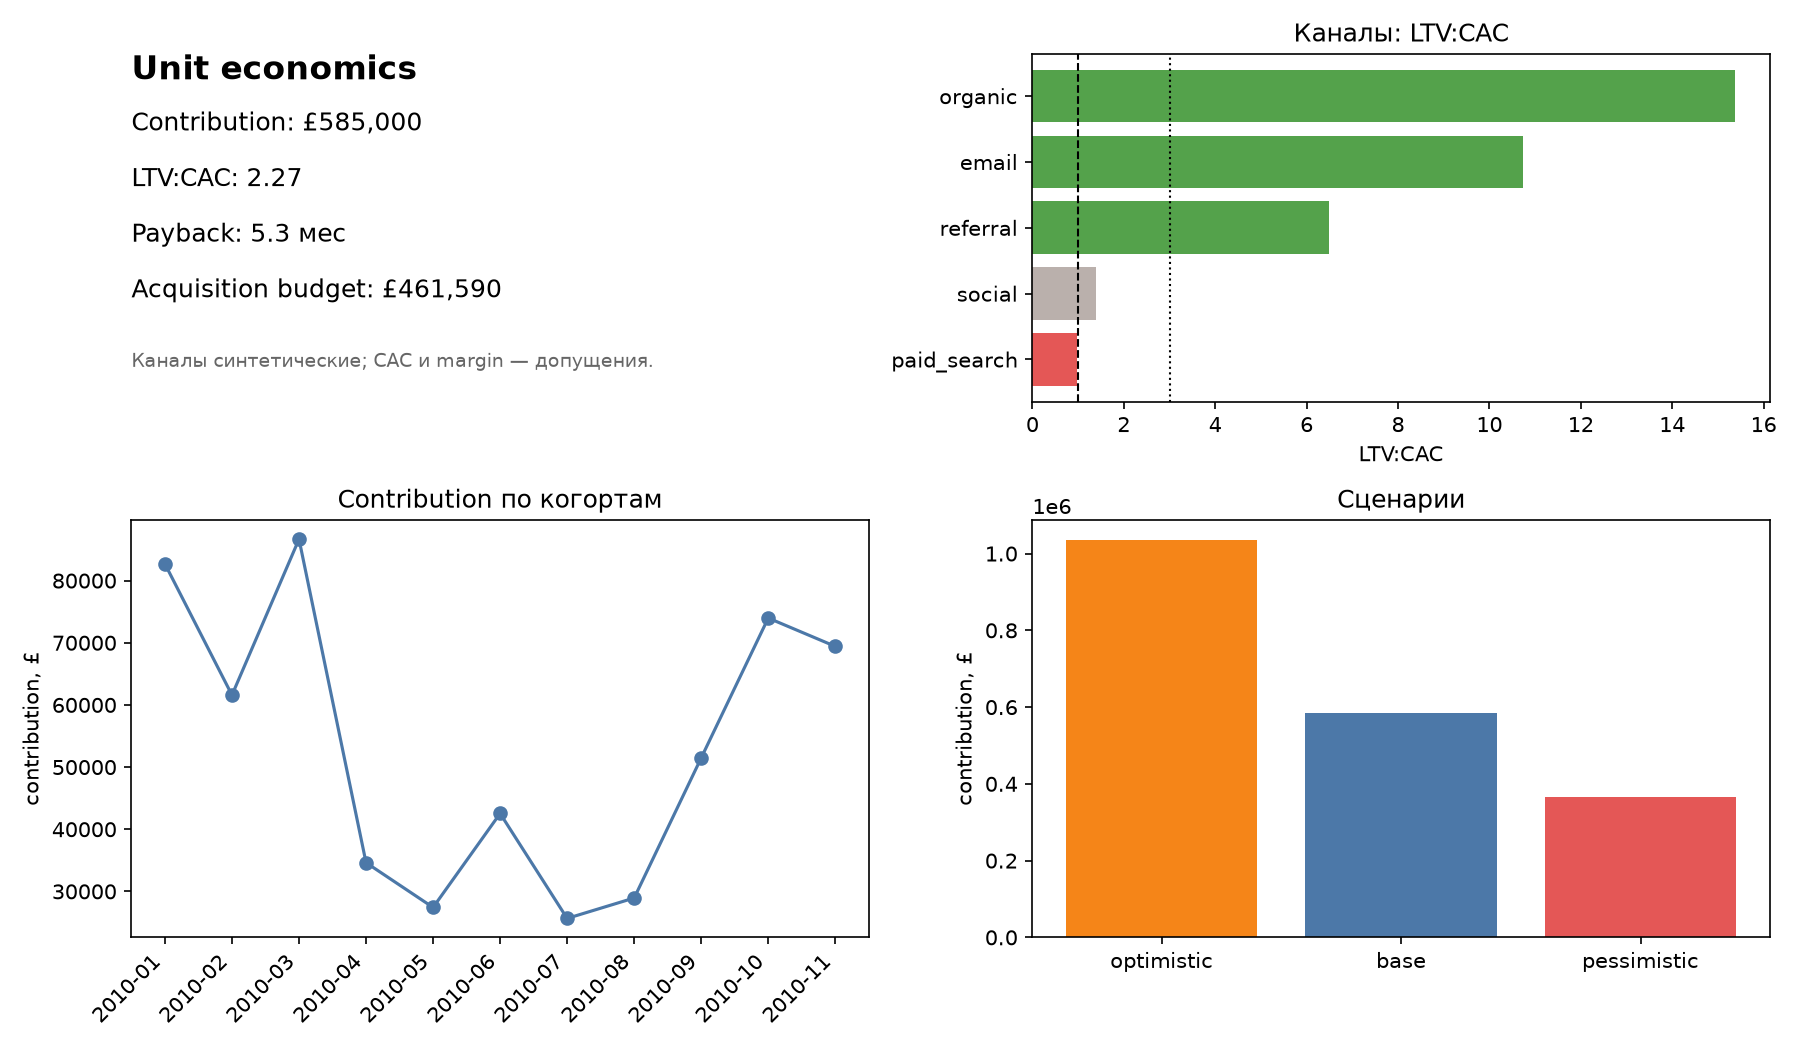 Unit economics
Contribution: £585,000
LTV:CAC: 2.27
Payback: 5.3 мес
Acquisition budget: £461,590
Каналы синтетические; CAC и margin — допущения.
Каналы: LTV:CAC
organic
email
referral
social
paid_search
0 2 4 6 8 10 12 14 16
LTV:CAC
Contribution по когортам
contribution, £
80000
70000
60000
50000
40000
30000
2010-01 2010-02 2010-03 2010-04 2010-05 2010-06 2010-07 2010-08 2010-09 2010-10 2010-11
Сценарии
1e6
contribution, £
1.0
0.8
0.6
0.4
0.2
0.0
optimistic base pessimistic